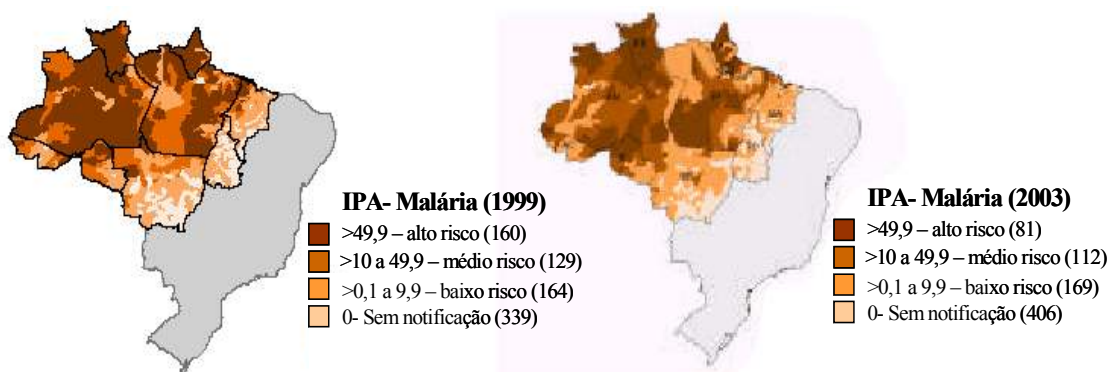 IPA- Malária (1999)
>49,9 – alto risco (160)
>10 a 49,9 – médio risco (129)
>0,1 a 9,9 – baixo risco (164)
0- Sem notificação (339)
IPA- Malária (2003)
>49,9 – alto risco (81)
>10 a 49,9 – médio risco (112)
>0,1 a 9,9 – baixo risco (169)
0- Sem notificação (406)